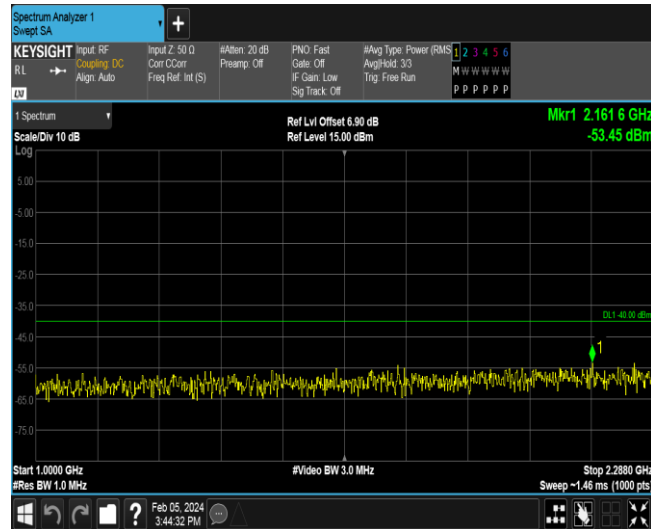 Spectrum Analyzer 1
Swept SA
+
KEYSIGHT
RL
LXI
Input: RF
Coupling: DC
Align: Auto
Input Z: 50 Ω
Corr CCorr
Freq Ref: Int (S)
#Atten: 20 dB
Preamp: Off
PNO: Fast
Gate: Off
IF Gain: Low
Sig Track: Off
#Avg Type: Power (RMS
Avg|Hold: 3/3
Trig: Free Run
1 2 3 4 5 6
M W W W W W
P P P P P P
1 Spectrum
Scale/Div 10 dB
Ref Lvl Offset 6.90 dB
Ref Level 15.00 dBm
Mkr1 2.161 6 GHz
-53.45 dBm
Log
5.00
-5.00
-15.0
-25.0
-35.0
DL1 -40.00 dBm
-45.0
1
-55.0
-65.0
-75.0
Start 1.0000 GHz
#Video BW 3.0 MHz
Stop 2.2880 GHz
#Res BW 1.0 MHz
Sweep ~1.46 ms (1000 pts)
?
Feb 05, 2024
3:44:32 PM